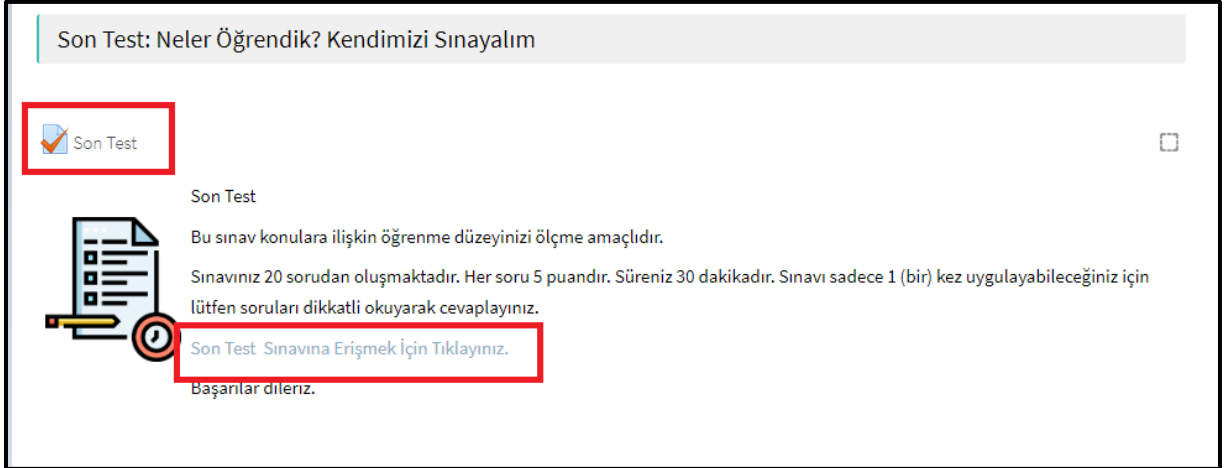 Son Test: Neler Öğrendik? Kendimizi Sınayalım
Son Test
Son Test
Bu sınav konulara ilişkin öğrenme düzeyinizi ölçme amaçlıdır.
Sınavınız 20 sorudan oluşmaktadır. Her soru 5 puandır. Süreniz 30 dakikadır. Sınavı sadece 1 (bir) kez uygulayabileceğiniz için
lütfen soruları dikkatli okuyarak cevaplayınız.
Son Test Sınavına Erişmek İçin Tıklayınız.
Başarılar dileriz.